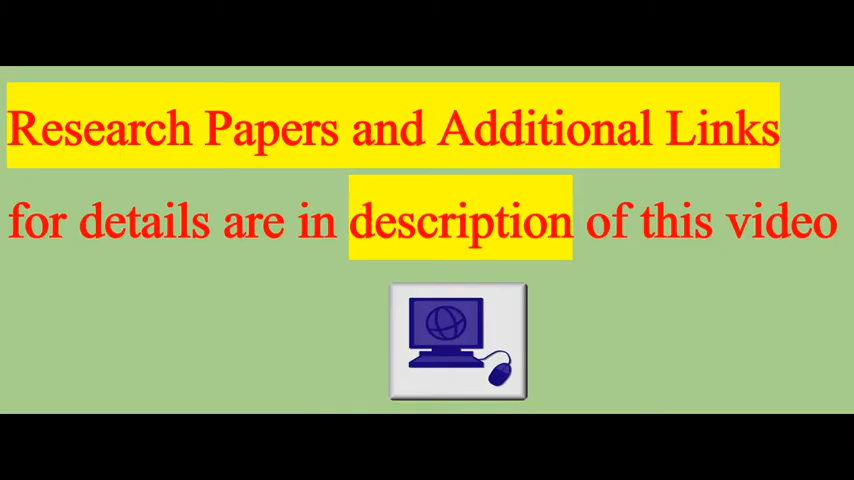 Research Papers and Additional Links
for details are in description of this video